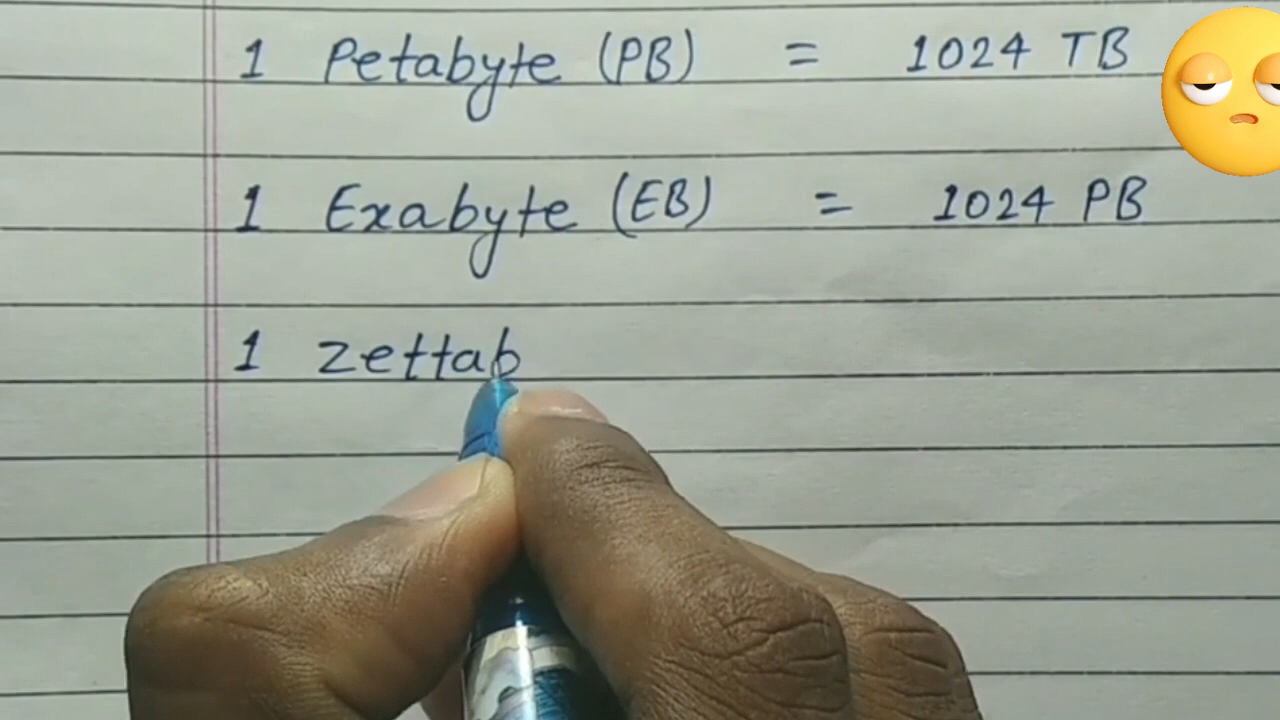 1 Petabyte (PB) = 1024 TB
1 Exabyte (EB) = 1024 PB
1 zettab